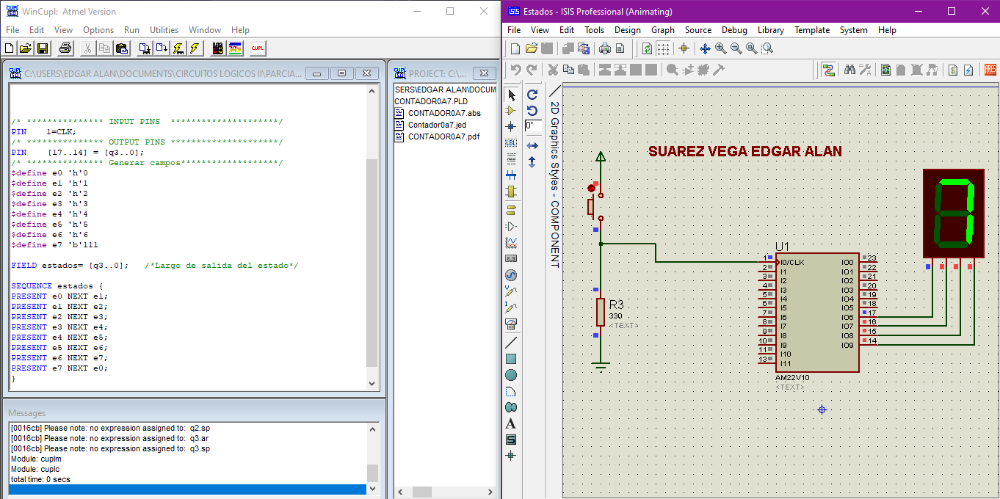 WinCupl: Atmel Version
File Edit View Options Run Utilities Window Help
CUPL
C:\USERS\EDGAR ALAN\DOCUMENTS\CIRCUITOS LOGICOS II\PARCIA...
/* *************** INPUT PINS *********************/
PIN 1=CLK;
/* *************** OUTPUT PINS *********************/
PIN [17..14] = [q3..0];
/* *************** Generar campos*******************/
$define e0 'h'0
$define e1 'h'1
$define e2 'h'2
$define e3 'h'3
$define e4 'h'4
$define e5 'h'5
$define e6 'h'6
$define e7 'b'111
FIELD estados= [q3..0]; /*Largo de salida del estado*/
SEQUENCE estados {
PRESENT e0 NEXT e1;
PRESENT e1 NEXT e2;
PRESENT e2 NEXT e3;
PRESENT e3 NEXT e4;
PRESENT e4 NEXT e5;
PRESENT e5 NEXT e6;
PRESENT e6 NEXT e7;
PRESENT e7 NEXT e0;
}
PROJECT: C:\...
SERS\EDGAR ALAN\DOCUM
CONTADOR0A7.PLD
CONTADOR0A7.abs
Contador0a7.jed
CONTADOR0A7.pdf
Messages
[0016cb] Please note: no expression assigned to: q2.sp
[0016cb] Please note: no expression assigned to: q3.ar
[0016cb] Please note: no expression assigned to: q3.sp
Module: cuplm
Module: cuplc
total time: 0 secs
ISIS Estados - ISIS Professional (Animating)
File View Edit Tools Design Graph Source Debug Library Template System Help
ARES
0°
LBL
A
S
2D Graphics Styles - COMPONENT
SUAREZ VEGA EDGAR ALAN
7
R3
330
<TEXT>
U1
1 I0/CLK IO0 23
2 I1 IO1 22
3 I2 IO2 21
4 I3 IO3 20
5 I4 IO4 19
6 I5 IO5 18
7 I6 IO6 17
8 I7 IO7 16
9 I8 IO8 15
10 I9 IO9 14
11 I10
13 I11
AM22V10
<TEXT>